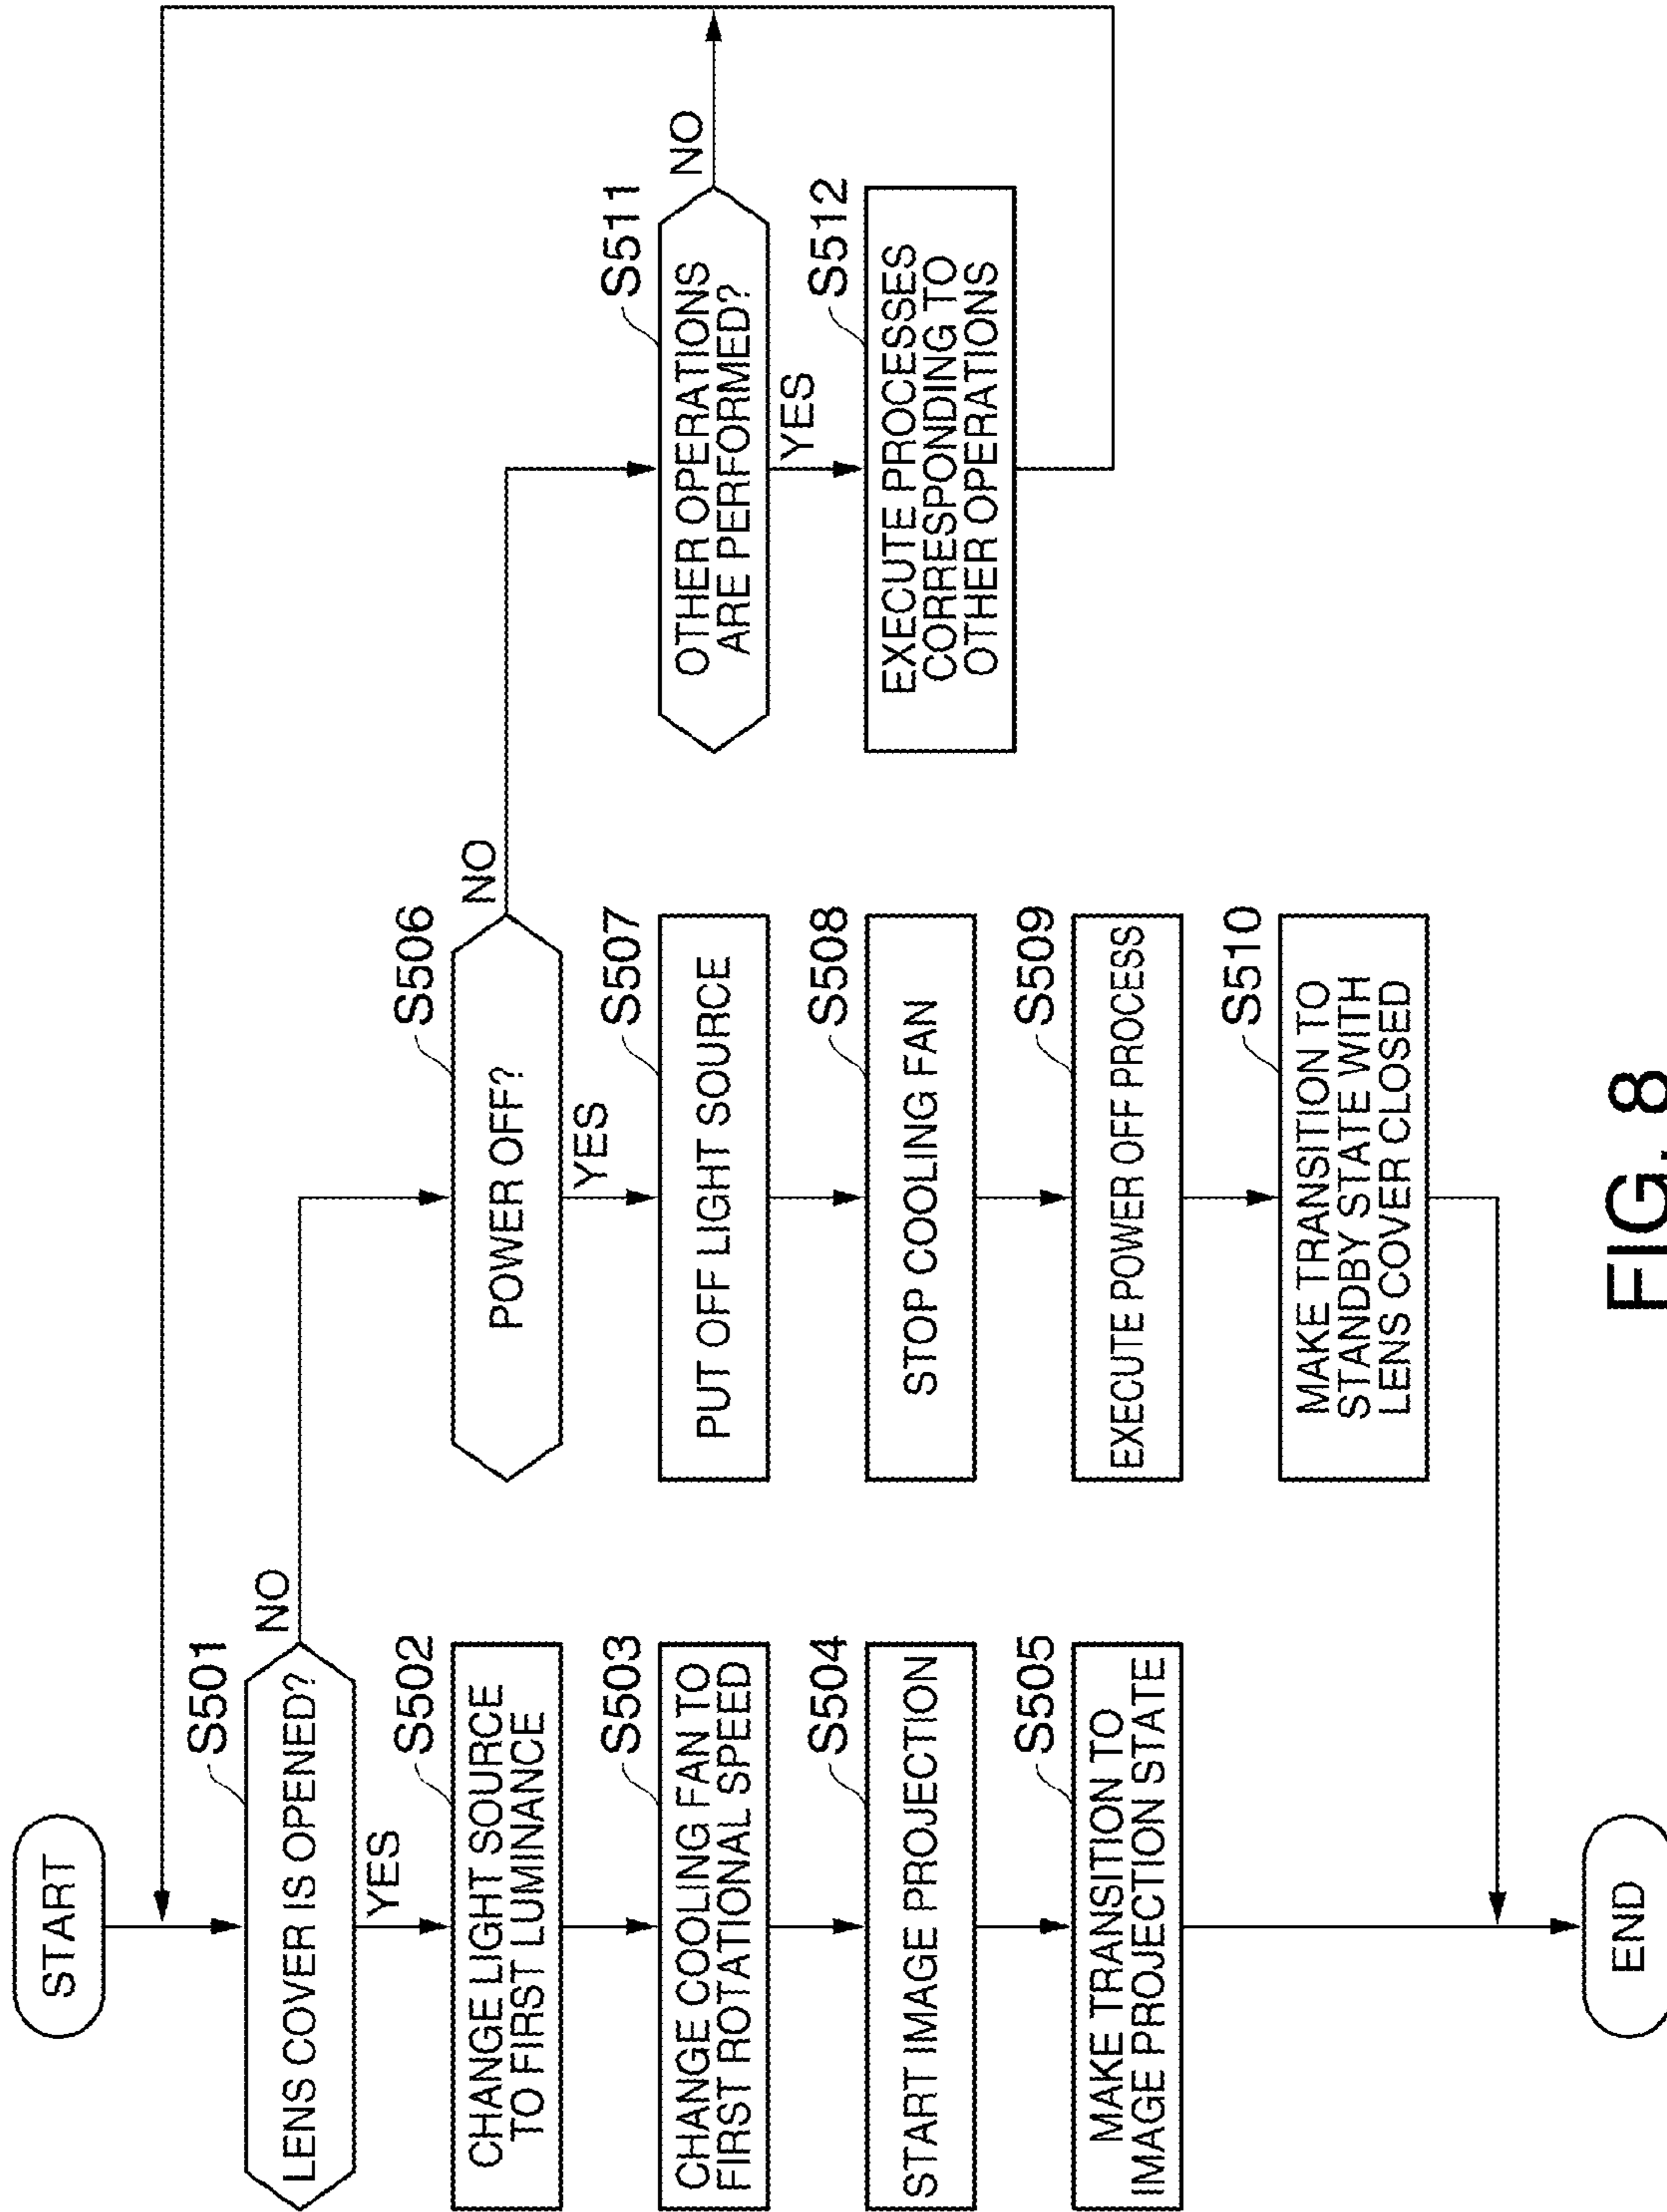 START
S501
LENS COVER IS OPENED?
NO
YES
S502
CHANGE LIGHT SOURCE
TO FIRST LUMINANCE
S503
CHANGE COOLING FAN TO
FIRST ROTATIONAL SPEED
S504
START IMAGE PROJECTION
S505
MAKE TRANSITION TO
IMAGE PROJECTION STATE
S506
POWER OFF?
NO
YES
S507
PUT OFF LIGHT SOURCE
S508
STOP COOLING FAN
S509
EXECUTE POWER OFF PROCESS
S510
MAKE TRANSITION TO
STANDBY STATE WITH
LENS COVER CLOSED
S511
OTHER OPERATIONS
ARE PERFORMED?
NO
YES
S512
EXECUTE PROCESSES
CORRESPONDING TO
OTHER OPERATIONS
END
FIG. 8